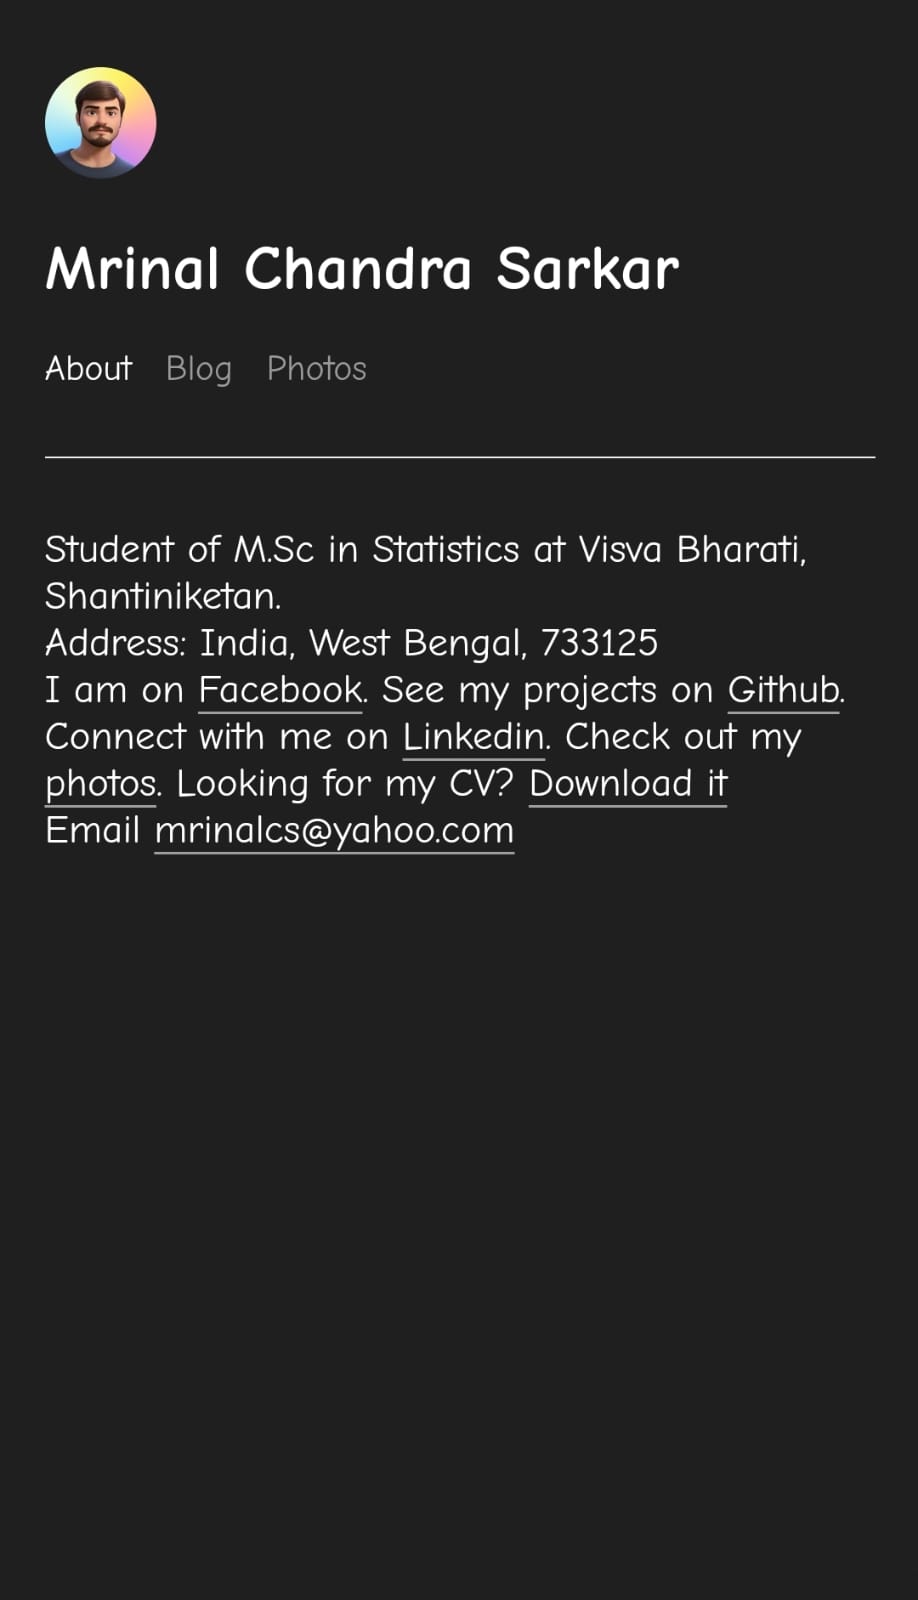 Mrinal Chandra Sarkar
About Blog Photos
Student of M.Sc in Statistics at Visva Bharati,
Shantiniketan.
Address: India, West Bengal, 733125
I am on Facebook. See my projects on Github.
Connect with me on Linkedin. Check out my
photos. Looking for my CV? Download it
Email mrinalcs@yahoo.com